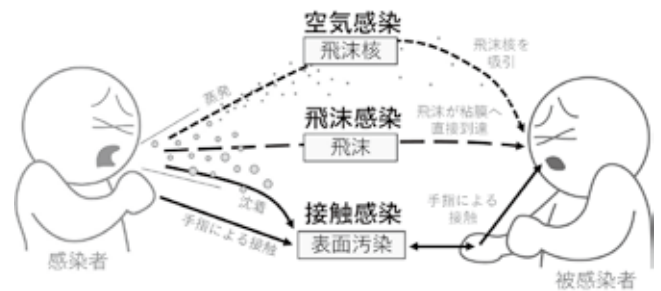 空気感染
飛沫核
飛沫核を
吸引
蒸発
飛沫感染
飛沫
飛沫が粘膜へ
直接到達
沈着
接触感染
表面汚染
手指による接触
手指による
接触
感染者
被感染者